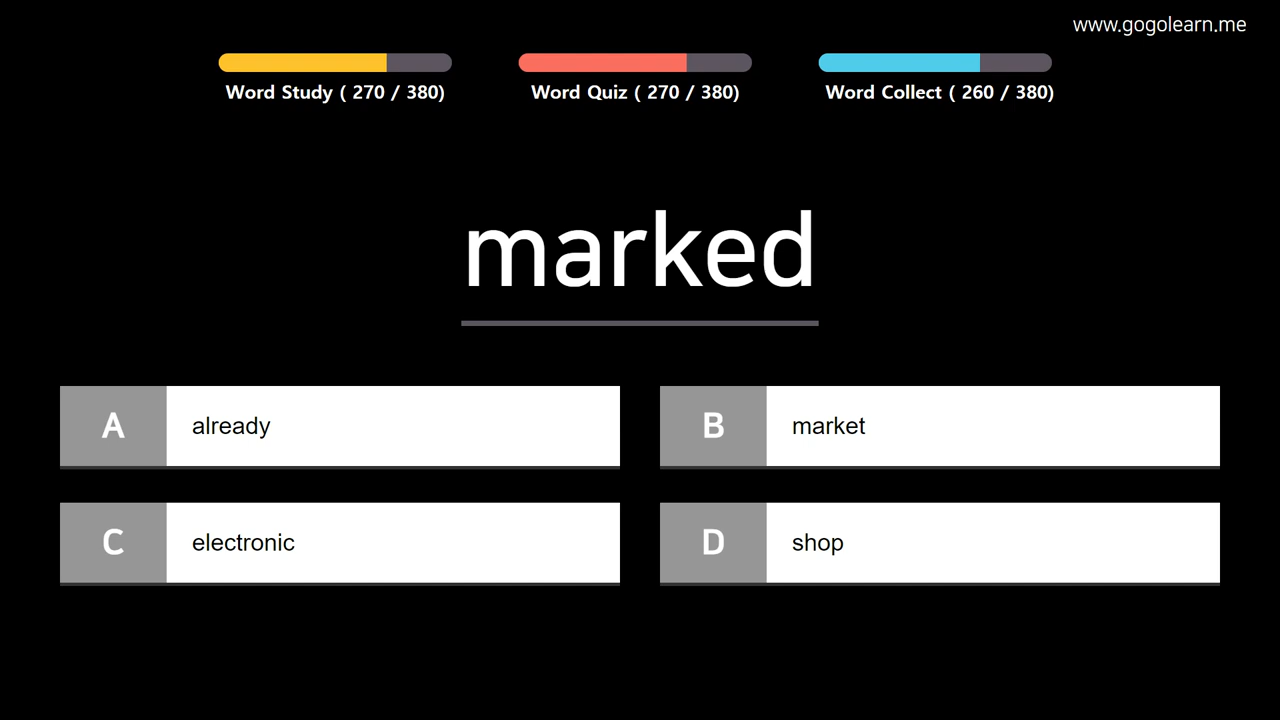 www.gogolearn.me
Word Study ( 270 / 380)
Word Quiz ( 270 / 380)
Word Collect ( 260 / 380)
marked
A already
B market
C electronic
D shop